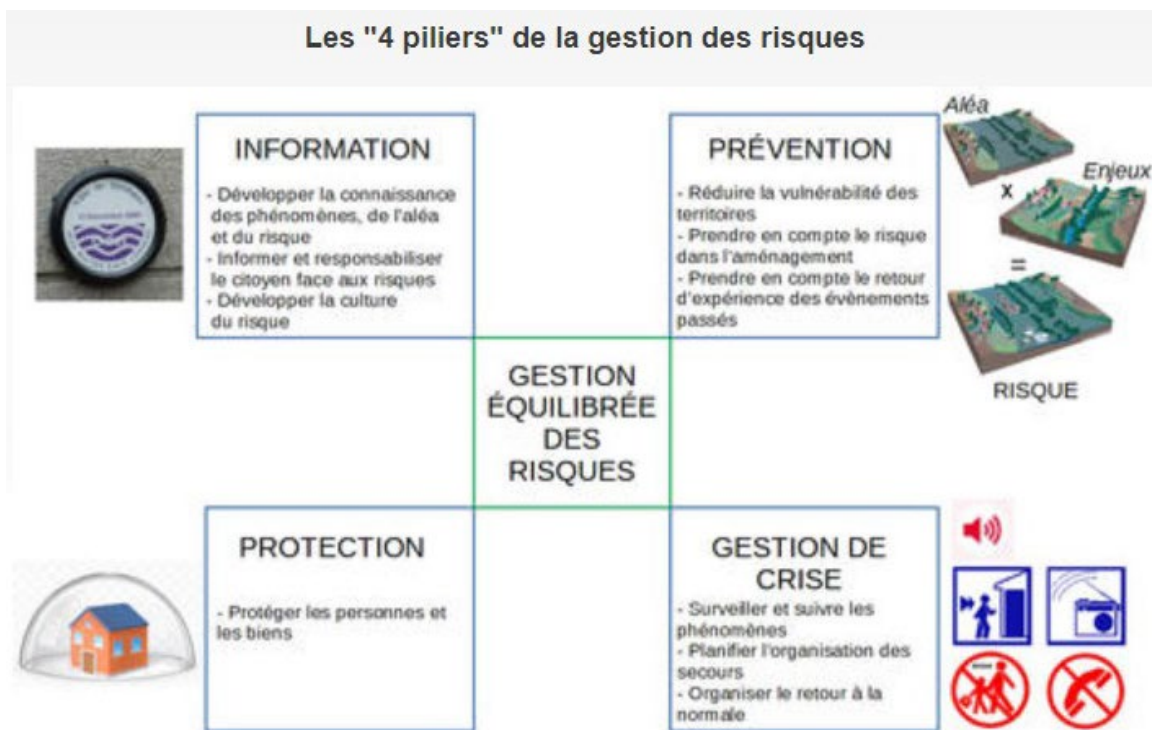 Les "4 piliers" de la gestion des risques
INFORMATION
- Développer la connaissance
des phénomènes, de l'aléa
et du risque
- Informer et responsabiliser
le citoyen face aux risques
- Développer la culture
du risque
PRÉVENTION
- Réduire la vulnérabilité des
territoires
- Prendre en compte le risque
dans l'aménagement
- Prendre en compte le retour
d'expérience des évènements
passés
Aléa
x
Enjeux
=
RISQUE
GESTION
ÉQUILIBRÉE
DES
RISQUES
PROTECTION
- Protéger les personnes et
les biens
GESTION DE
CRISE
- Surveiller et suivre les
phénomènes
- Planifier l'organisation des
secours
- Organiser le retour à la
normale